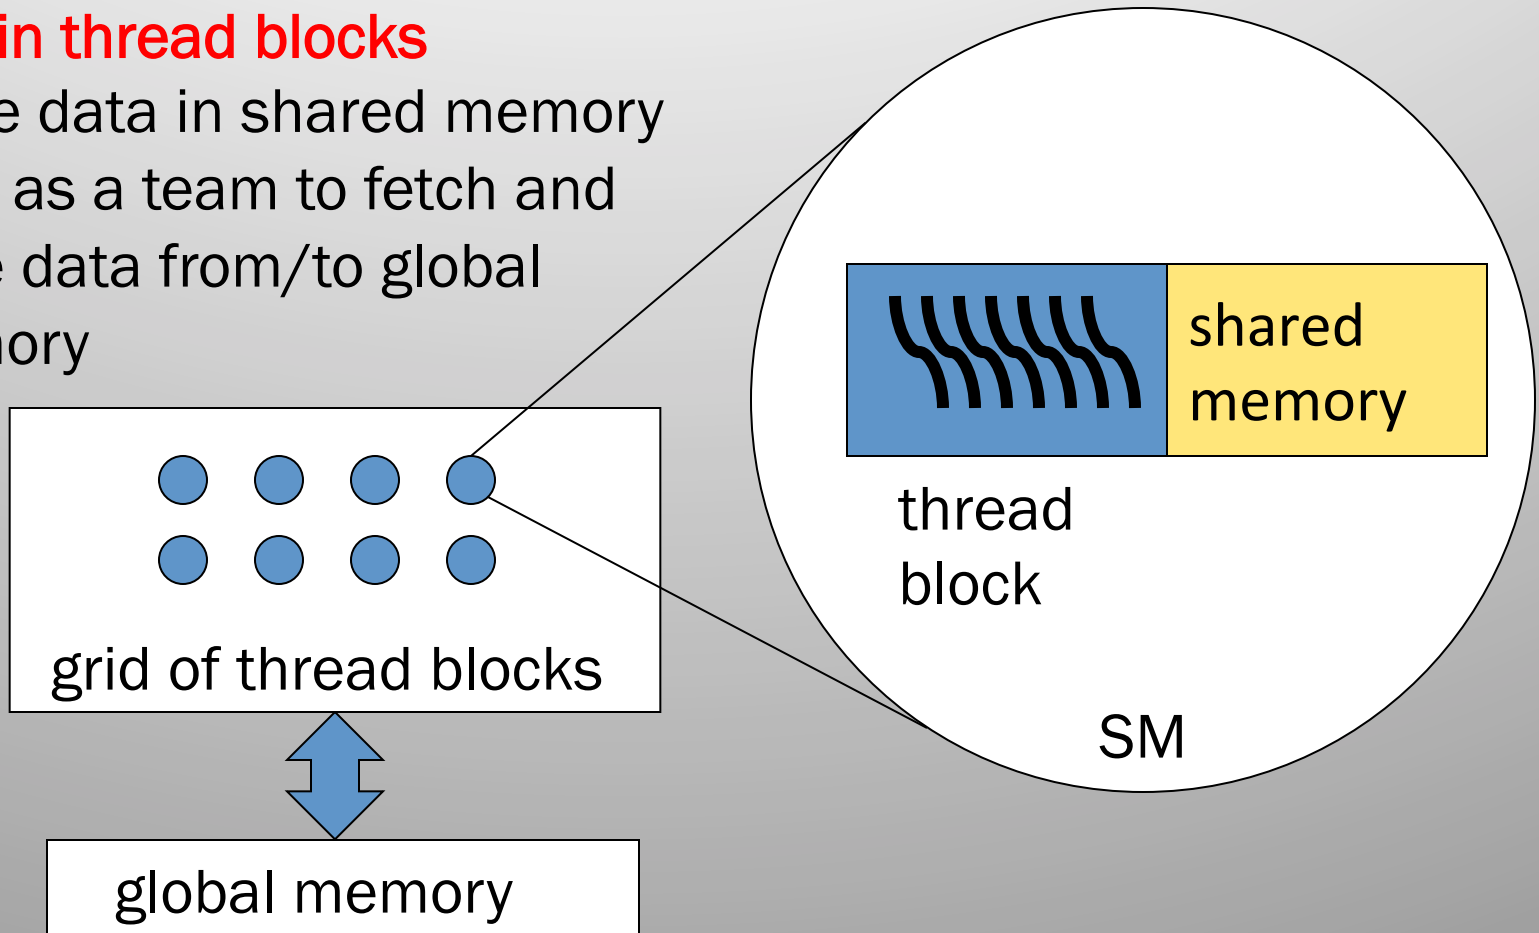 in thread blocks
e data in shared memory
as a team to fetch and
e data from/to global
ory
shared
memory
thread
block
grid of thread blocks
SM
global memory